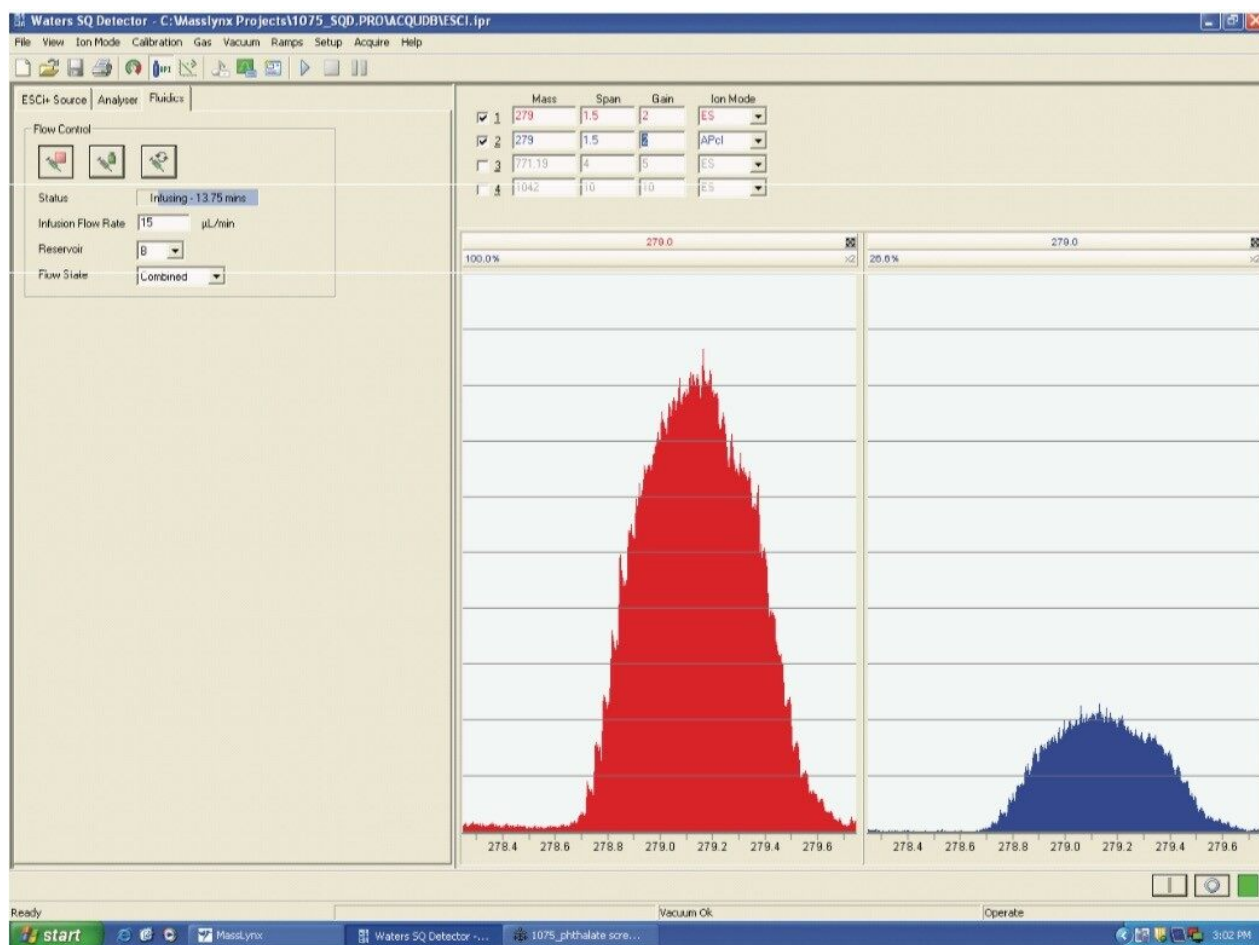 Waters SQ Detector - C:\Masslynx Projects\1075_SQD.PRO\ACQUDB\ESCI.ipr
File View Ion Mode Calibration Gas Vacuum Ramps Setup Acquire Help
ESCi+ Source Analyser Fluidics
Flow Control
Status Infusing - 13.75 mins
Infusion Flow Rate 15 µL/min
Reservoir B
Flow State Combined
Mass Span Gain Ion Mode
1 279 1.5 2 ES
2 279 1.5 2 APcI
3 771.19 4 5 ES
4 1042 10 10 ES
279.0
100.0% x2
278.4 278.6 278.8 279.0 279.2 279.4 279.6
279.0
26.6% x2
278.4 278.6 278.8 279.0 279.2 279.4 279.6
Ready Vacuum Ok Operate
start MassLynx Waters SQ Detector -... 1075_phthalate scre... 3:02 PM